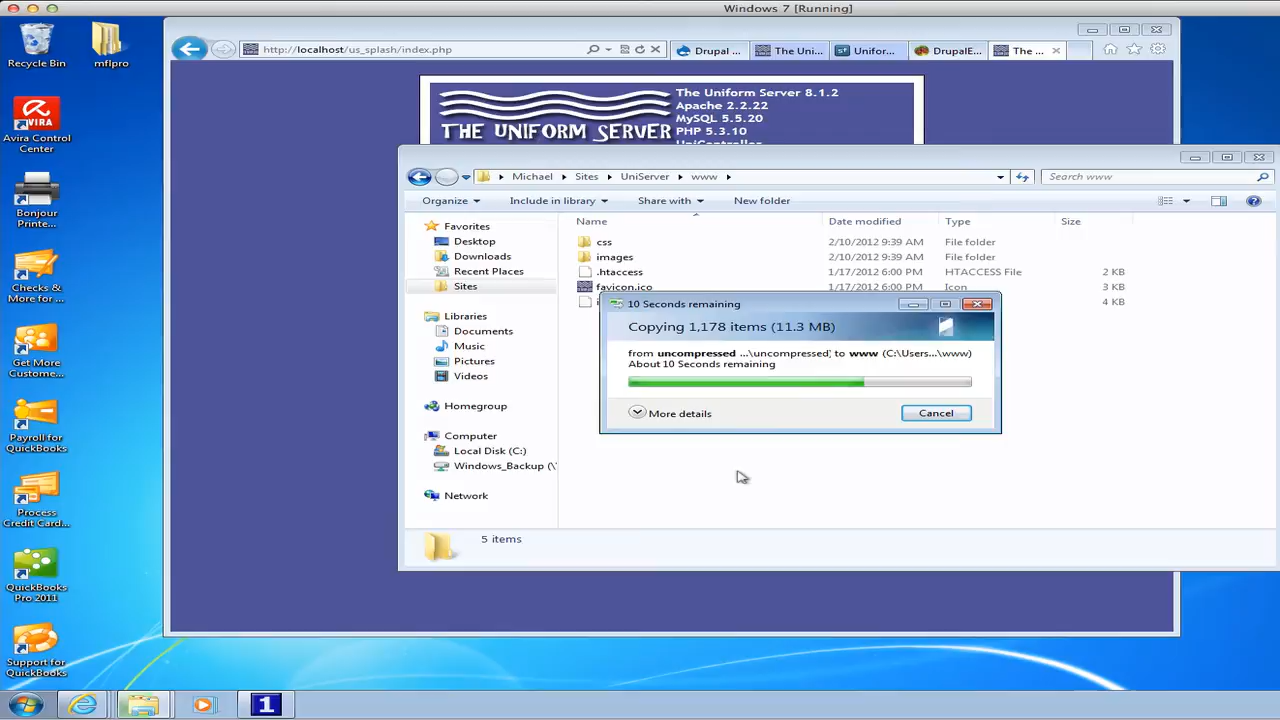 Windows 7 [Running]
Recycle Bin
mflpro
Avira Control
Center
Bonjour
Printe...
Checks &
More for ...
Get More
Custome...
Payroll for
QuickBooks
Process
Credit Card...
QuickBooks
Pro 2011
Support for
QuickBooks
http://localhost/us_splash/index.php
Drupal ...
The Uni...
Unifor...
DrupalE...
The ...
THE UNIFORM SERVER
The Uniform Server 8.1.2
Apache 2.2.22
MySQL 5.5.20
PHP 5.3.10
UniController
Michael
Sites
UniServer
www
Search www
Organize
Include in library
Share with
New folder
Name
Date modified
Type
Size
Favorites
Desktop
Downloads
Recent Places
Sites
Libraries
Documents
Music
Pictures
Videos
Homegroup
Computer
Local Disk (C:)
Windows_Backup (\
Network
css 2/10/2012 9:39 AM File folder
images 2/10/2012 9:39 AM File folder
.htaccess 1/17/2012 6:00 PM HTACCESS File 2 KB
favicon.ico 1/17/2012 6:00 PM Icon 3 KB
4 KB
10 Seconds remaining
Copying 1,178 items (11.3 MB)
from uncompressed ...\uncompressed) to www (C:\Users...\www)
About 10 Seconds remaining
More details
Cancel
5 items
1